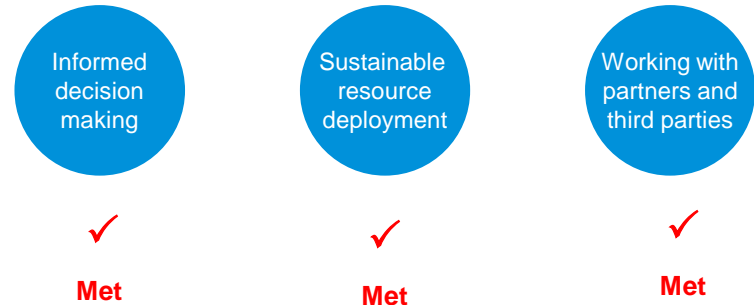 Informed
decision
making
Sustainable
resource
deployment
Working with
partners and
third parties
✓
✓
✓
Met
Met
Met